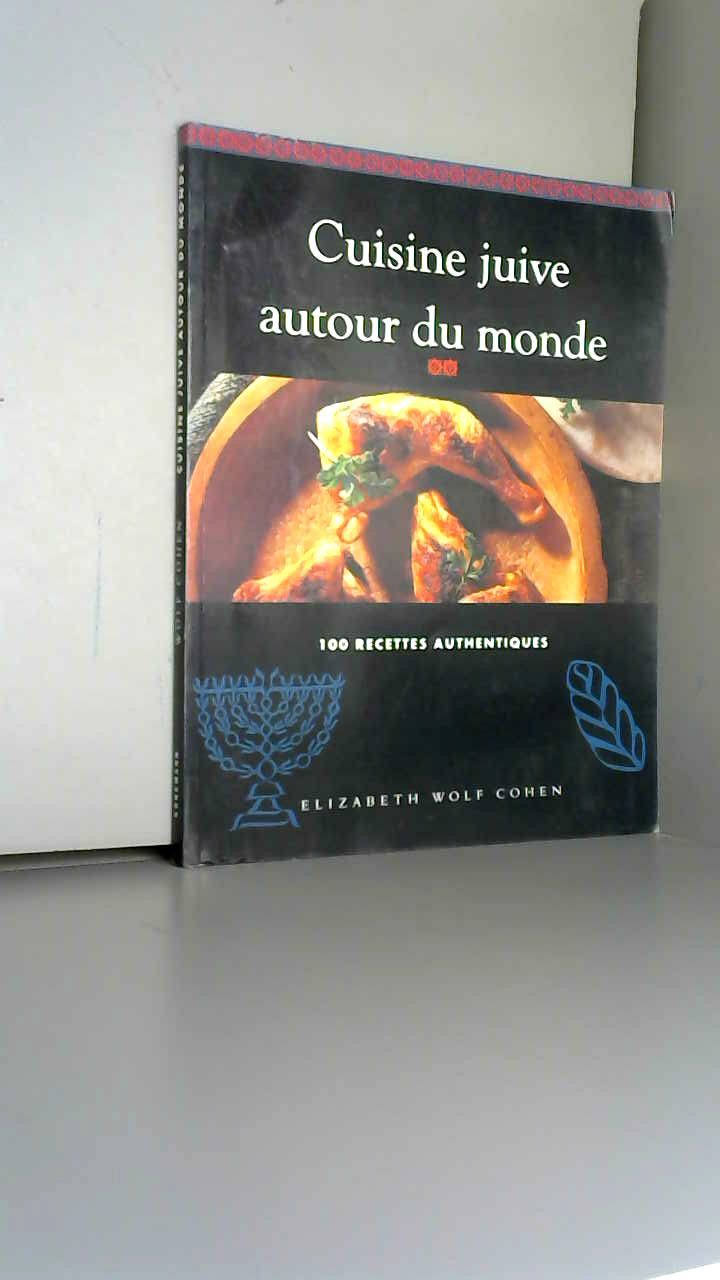 Cuisine juive
autour du monde
100 RECETTES AUTHENTIQUES
ELIZABETH WOLF COHEN
CUISINE JUIVE AUTOUR DU MONDE
WOLF COHEN